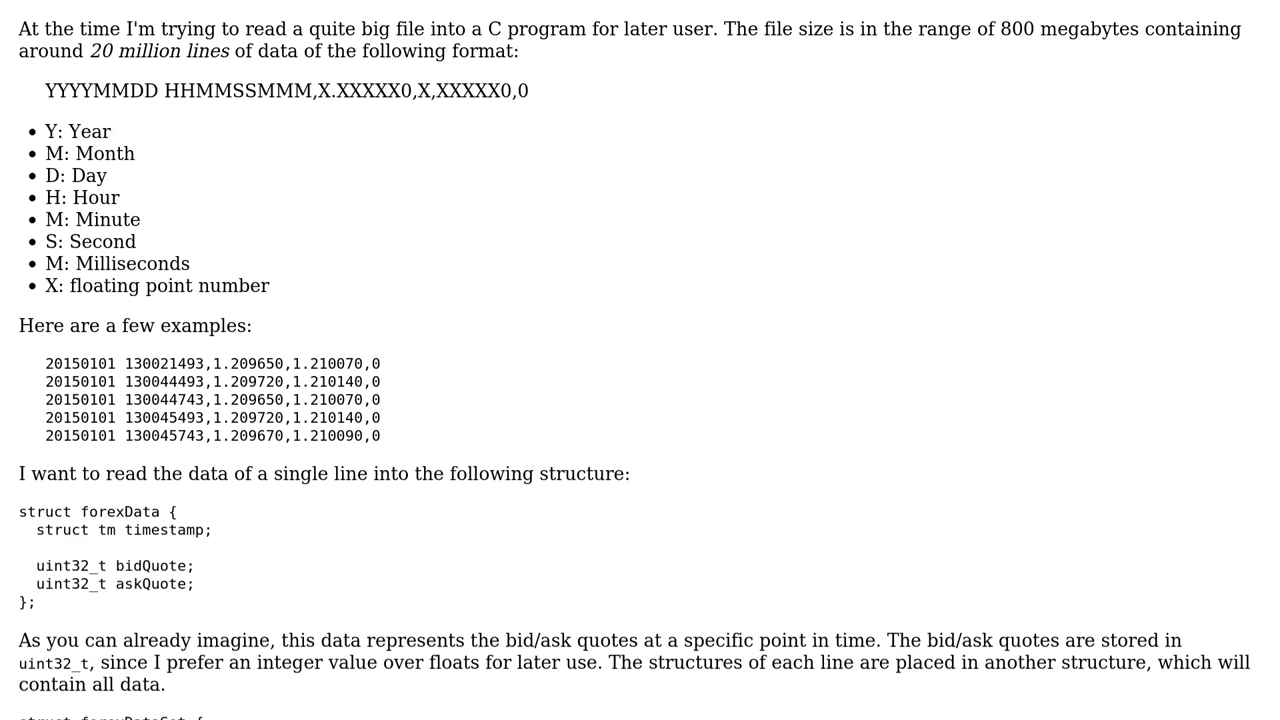 At the time I'm trying to read a quite big file into a C program for later user. The file size is in the range of 800 megabytes containing
around 20 million lines of data of the following format:
YYYYMMDD HHMMSSMMM,X.XXXXX0,X,XXXXX0,0
• Y: Year
• M: Month
• D: Day
• H: Hour
• M: Minute
• S: Second
• M: Milliseconds
• X: floating point number
Here are a few examples:
20150101 130021493,1.209650,1.210070,0
20150101 130044493,1.209720,1.210140,0
20150101 130044743,1.209650,1.210070,0
20150101 130045493,1.209720,1.210140,0
20150101 130045743,1.209670,1.210090,0
I want to read the data of a single line into the following structure:
struct forexData {
  struct tm timestamp;
  uint32_t bidQuote;
  uint32_t askQuote;
};
As you can already imagine, this data represents the bid/ask quotes at a specific point in time. The bid/ask quotes are stored in
uint32_t, since I prefer an integer value over floats for later use. The structures of each line are placed in another structure, which will
contain all data.
struct forexDataSet {